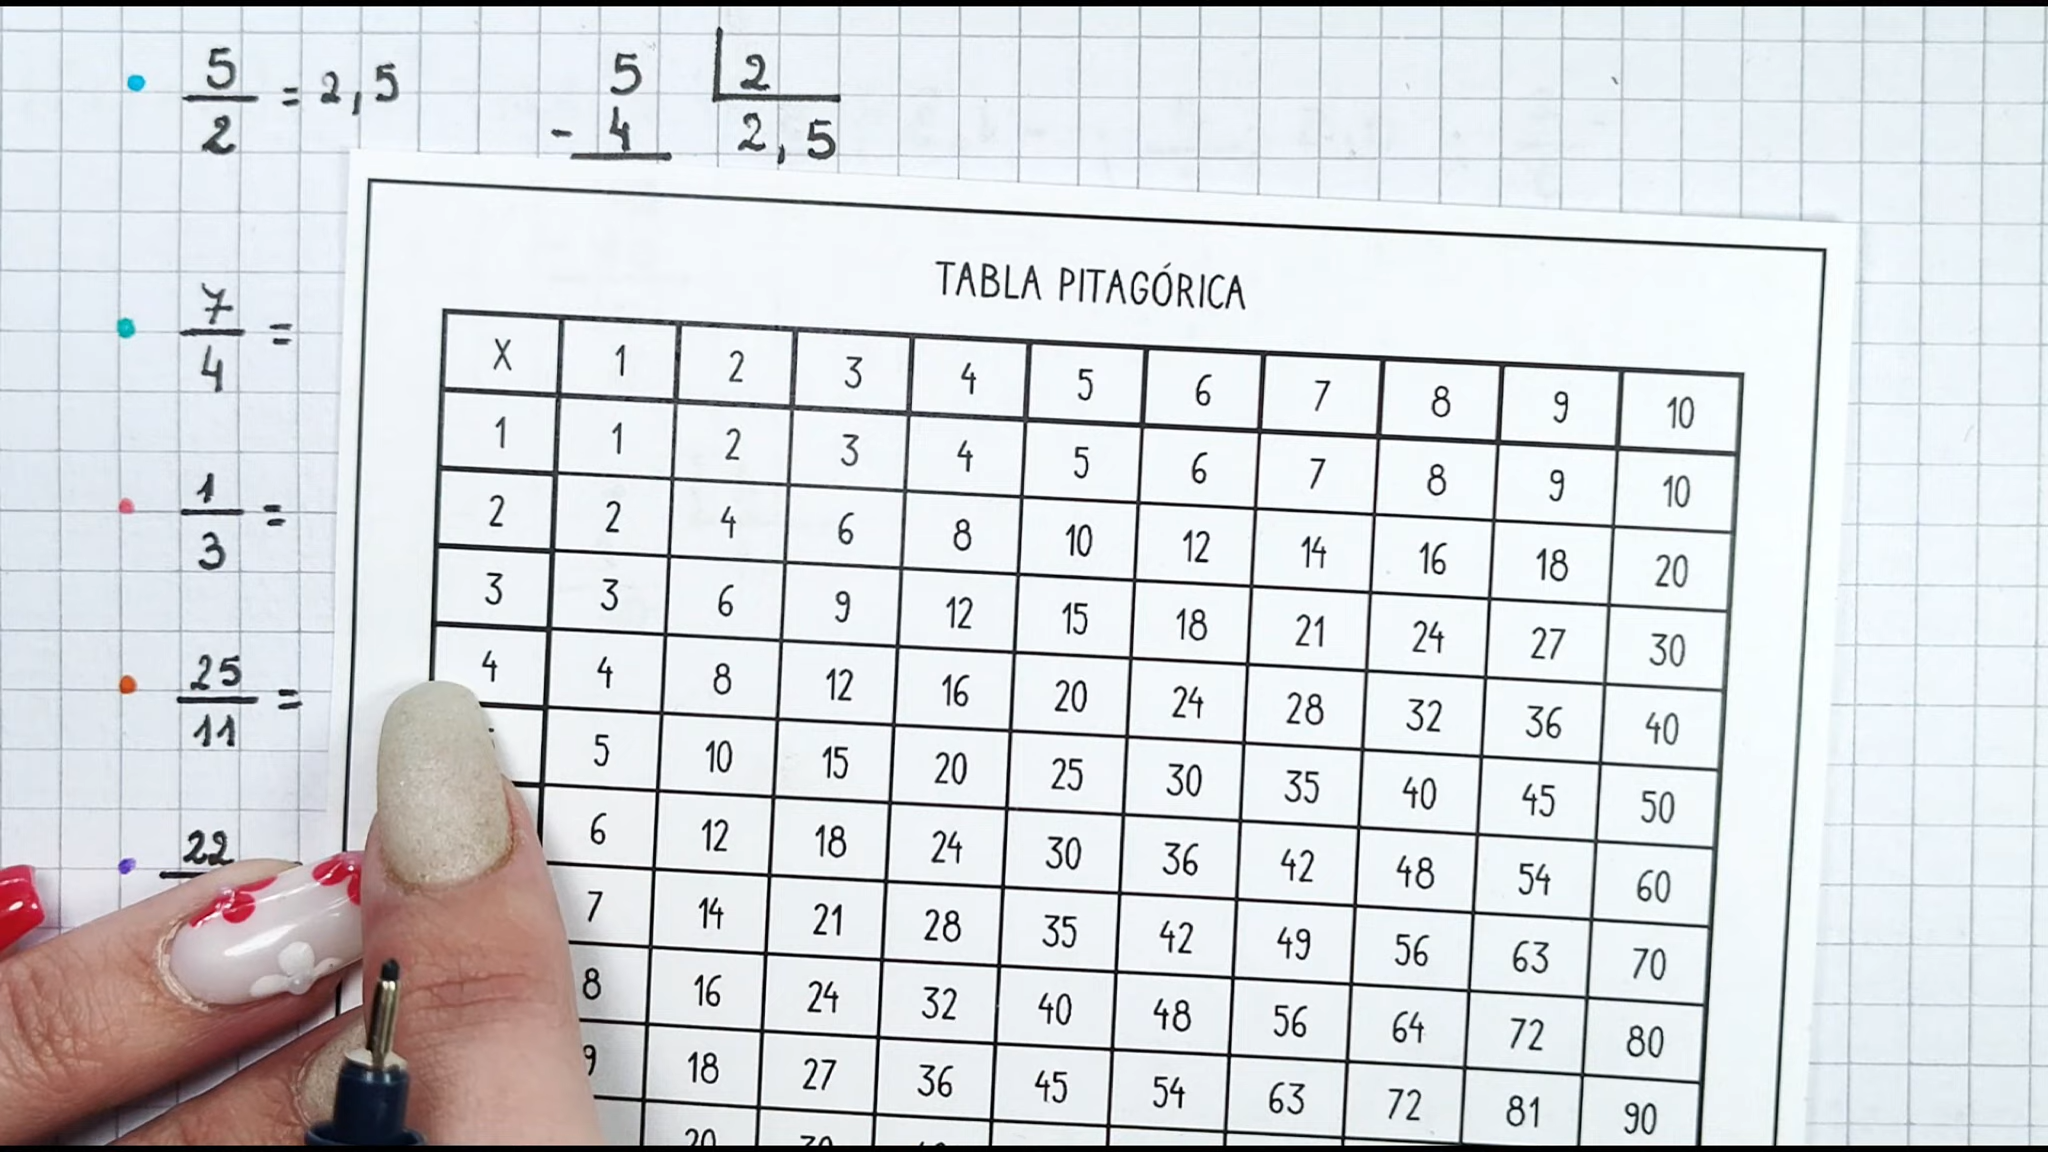 5/2 = 2,5
5 | 2
- 4 2,5
7/4 =
1/3 =
25/11 =
22
TABLA PITAGÓRICA
X 1 2 3 4 5 6 7 8 9 10
1 1 2 3 4 5 6 7 8 9 10
2 2 4 6 8 10 12 14 16 18 20
3 3 6 9 12 15 18 21 24 27 30
4 4 8 12 16 20 24 28 32 36 40
5 10 15 20 25 30 35 40 45 50
6 12 18 24 30 36 42 48 54 60
7 14 21 28 35 42 49 56 63 70
8 16 24 32 40 48 56 64 72 80
9 18 27 36 45 54 63 72 81 90
20 30